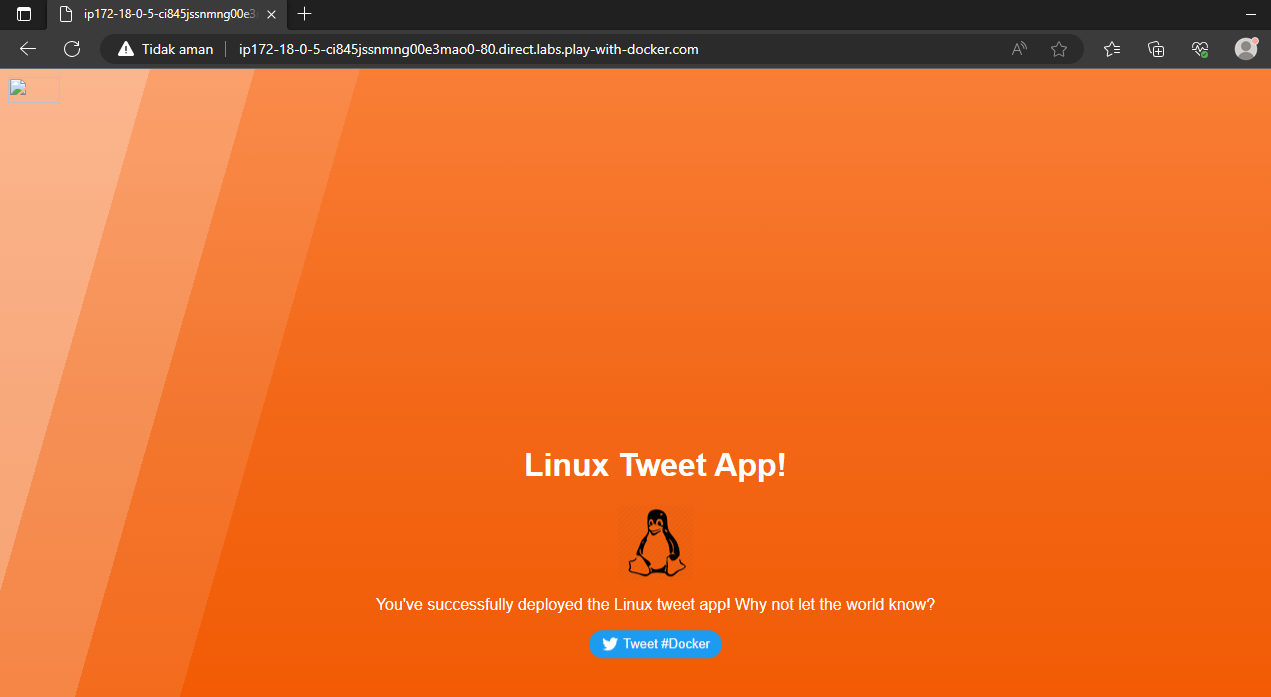 ip172-18-0-5-ci845jssnmng00e3
Tidak aman
ip172-18-0-5-ci845jssnmng00e3mao0-80.direct.labs.play-with-docker.com
Linux Tweet App!
You've successfully deployed the Linux tweet app! Why not let the world know?
Tweet #Docker